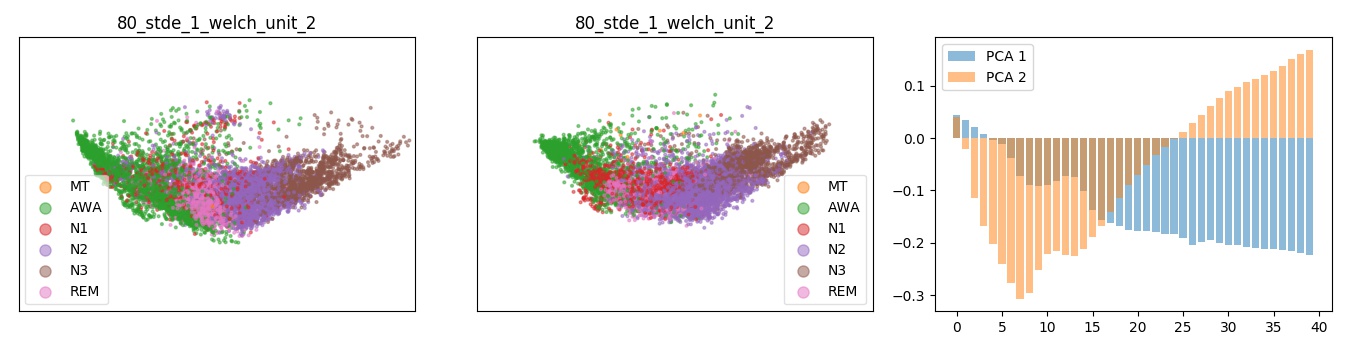 80_stde_1_welch_unit_2
MT
AWA
N1
N2
N3
REM
80_stde_1_welch_unit_2
MT
AWA
N1
N2
N3
REM
PCA 1
PCA 2
0.1
0.0
−0.1
−0.2
−0.3
0 5 10 15 20 25 30 35 40